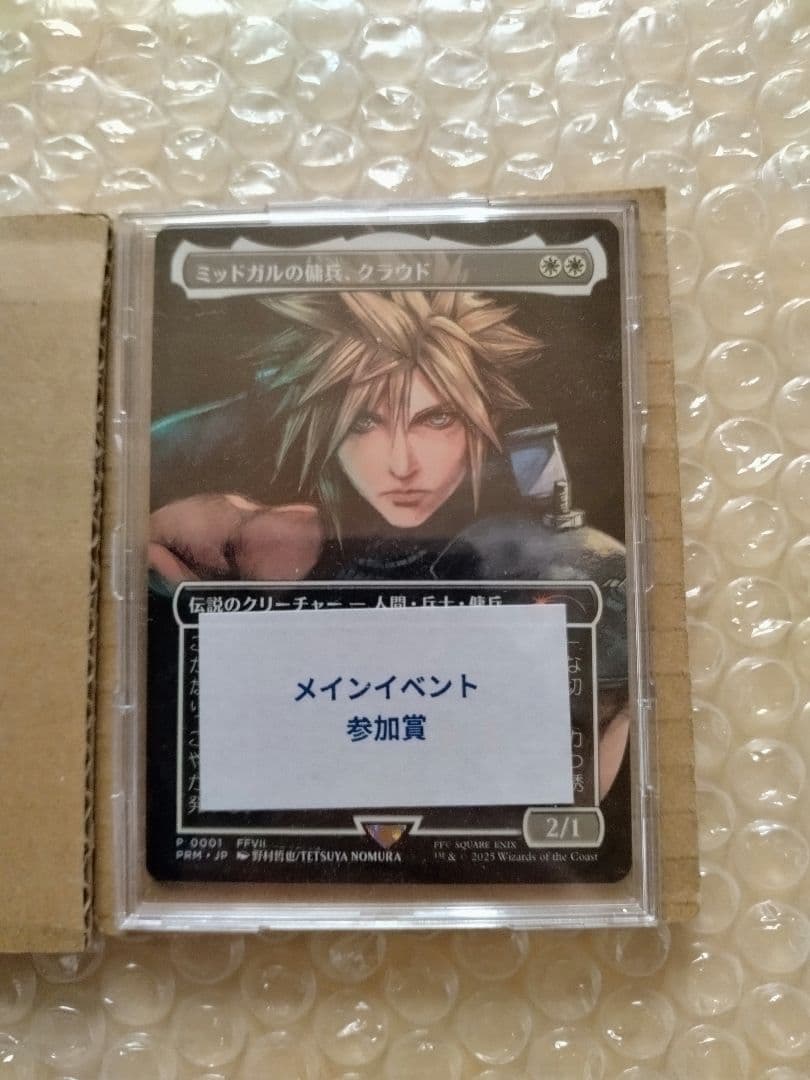 ミッドガルの傭兵、クラウド
伝説のクリーチャー ― 人間・兵士・傭兵
メインイベント
参加賞
2/1
P 0001 FFVII
PRM・JP 野村哲也/TETSUYA NOMURA
FF© SQUARE ENIX
™ & © 2025 Wizards of the Coast